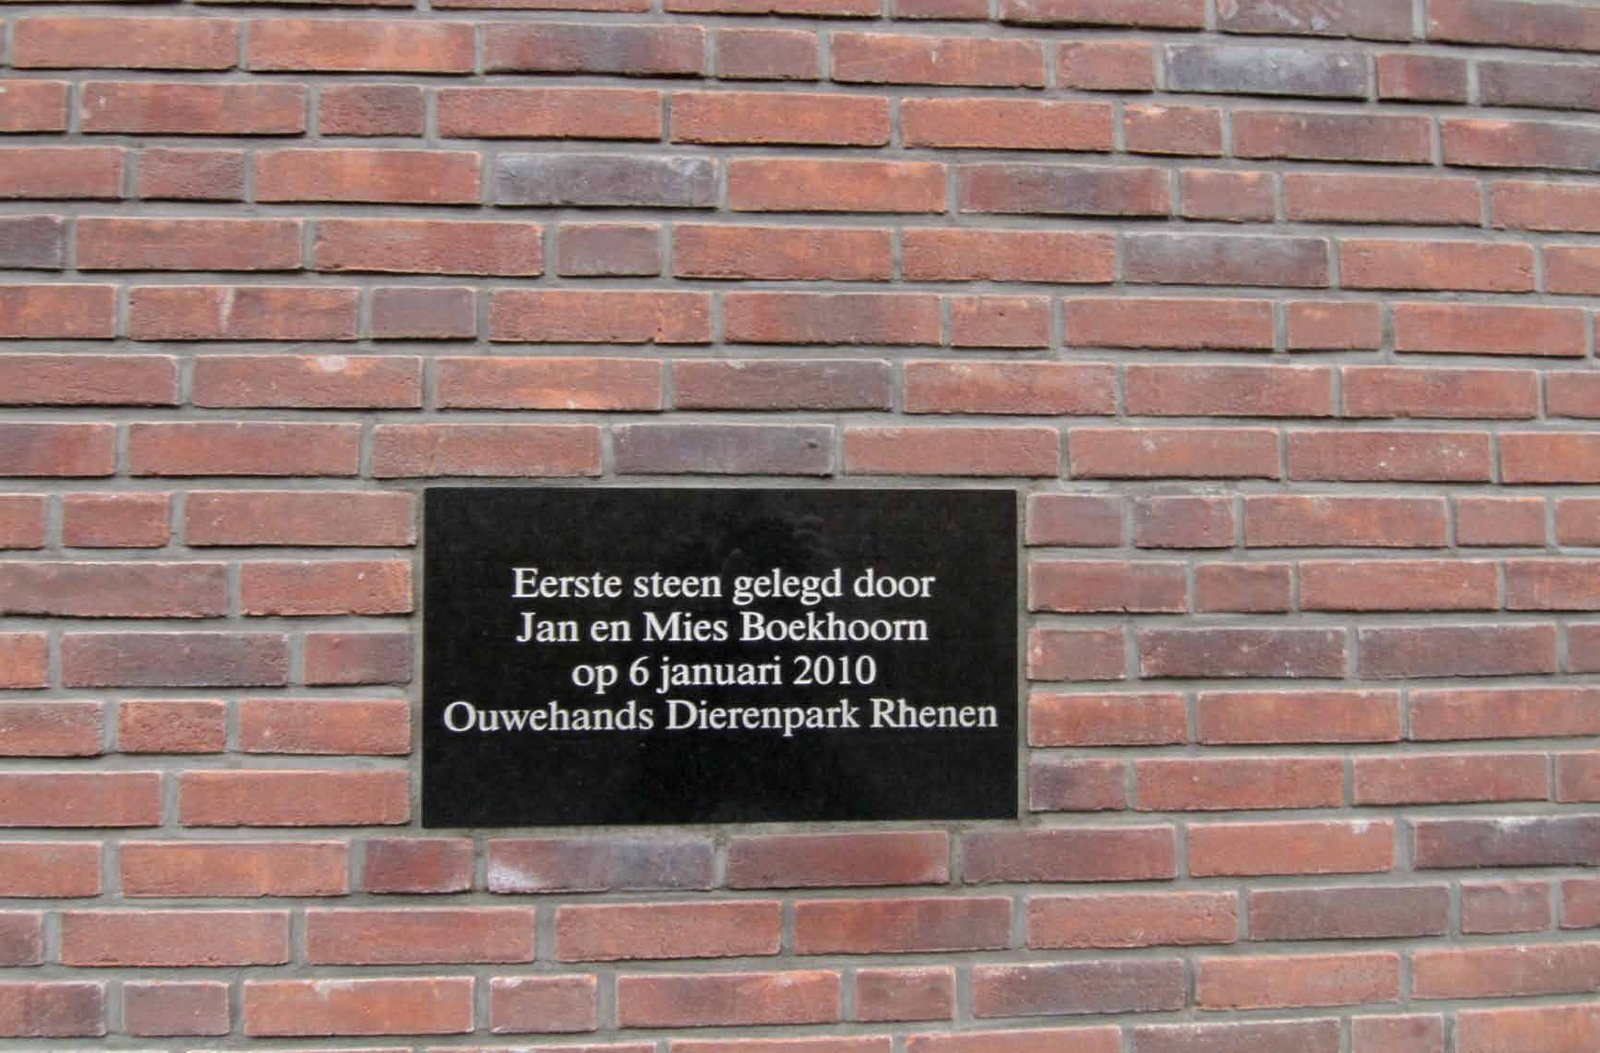 Eerste steen gelegd door
Jan en Mies Boekhoorn
op 6 januari 2010
Ouwehands Dierenpark Rhenen